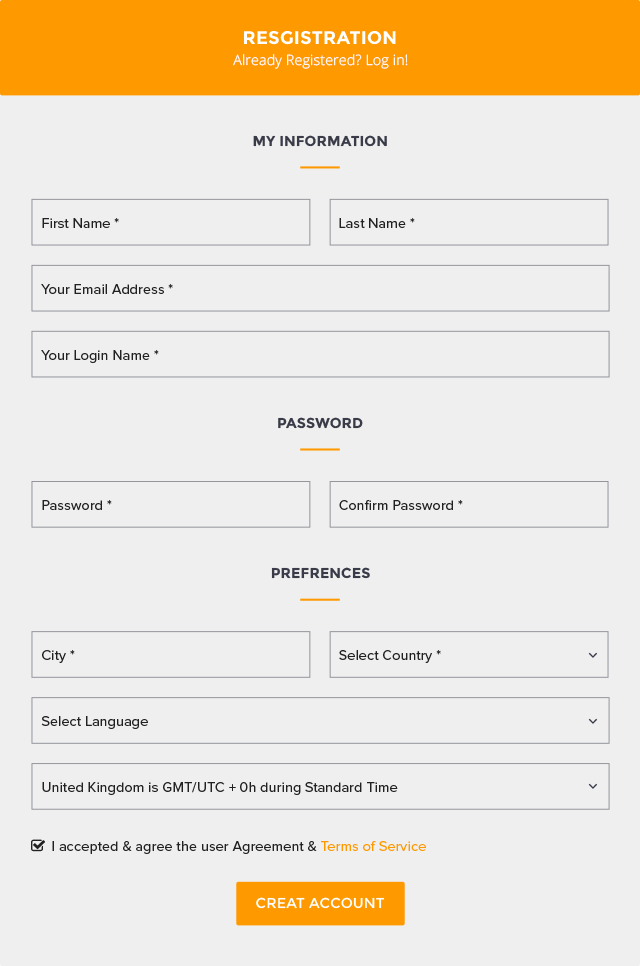 RESGISTRATION
Already Registered? Log in!
MY INFORMATION
First Name *
Last Name *
Your Email Address *
Your Login Name *
PASSWORD
Password *
Confirm Password *
PREFRENCES
City *
Select Country *
Select Language
United Kingdom is GMT/UTC + 0h during Standard Time
I accepted & agree the user Agreement & Terms of Service
CREAT ACCOUNT